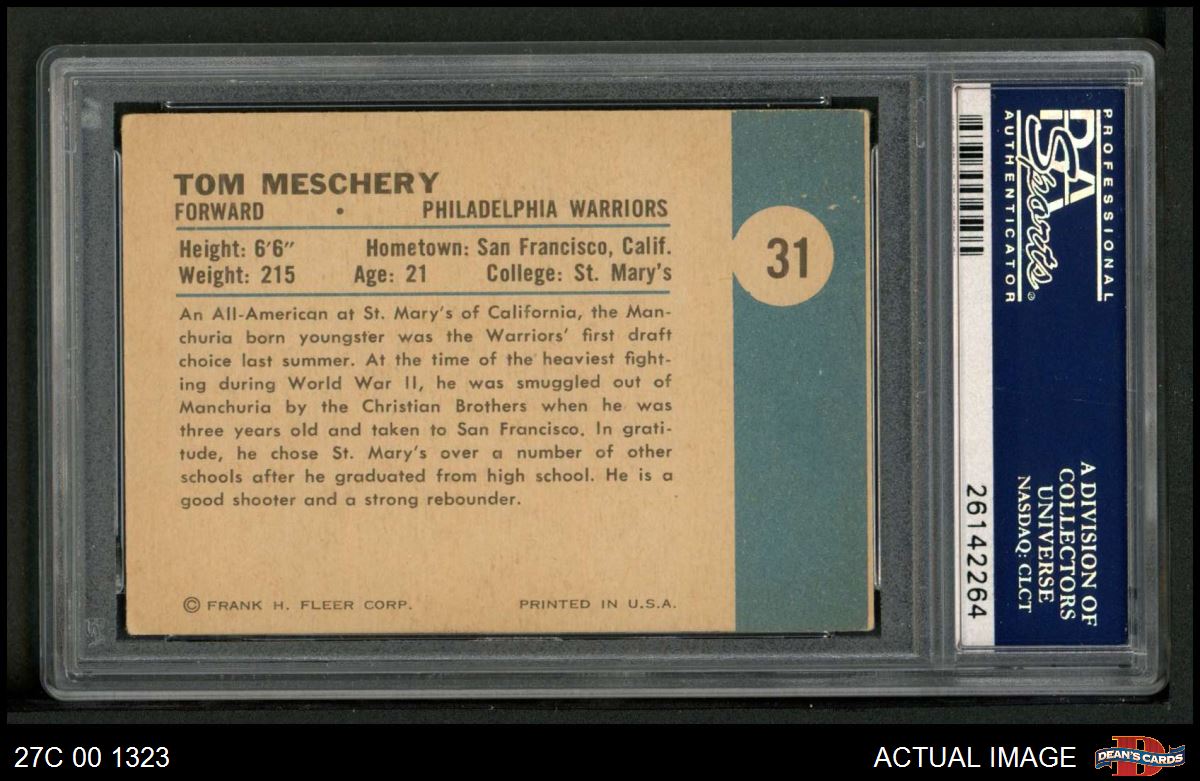 TOM MESCHERY
FORWARD • PHILADELPHIA WARRIORS
Height: 6'6" Hometown: San Francisco, Calif.
Weight: 215 Age: 21 College: St. Mary's
An All-American at St. Mary's of California, the Man-
churia born youngster was the Warriors' first draft
choice last summer. At the time of the heaviest fight-
ing during World War II, he was smuggled out of
Manchuria by the Christian Brothers when he was
three years old and taken to San Francisco. In grati-
tude, he chose St. Mary's over a number of other
schools after he graduated from high school. He is a
good shooter and a strong rebounder.
© FRANK H. FLEER CORP. PRINTED IN U.S.A.
31
PROFESSIONAL
PSA
Sports
®
AUTHENTICATOR
A DIVISION OF
COLLECTORS
UNIVERSE
NASDAQ: CLCT
26142264
27C 00 1323
ACTUAL IMAGE
D
DEAN'S CARDS